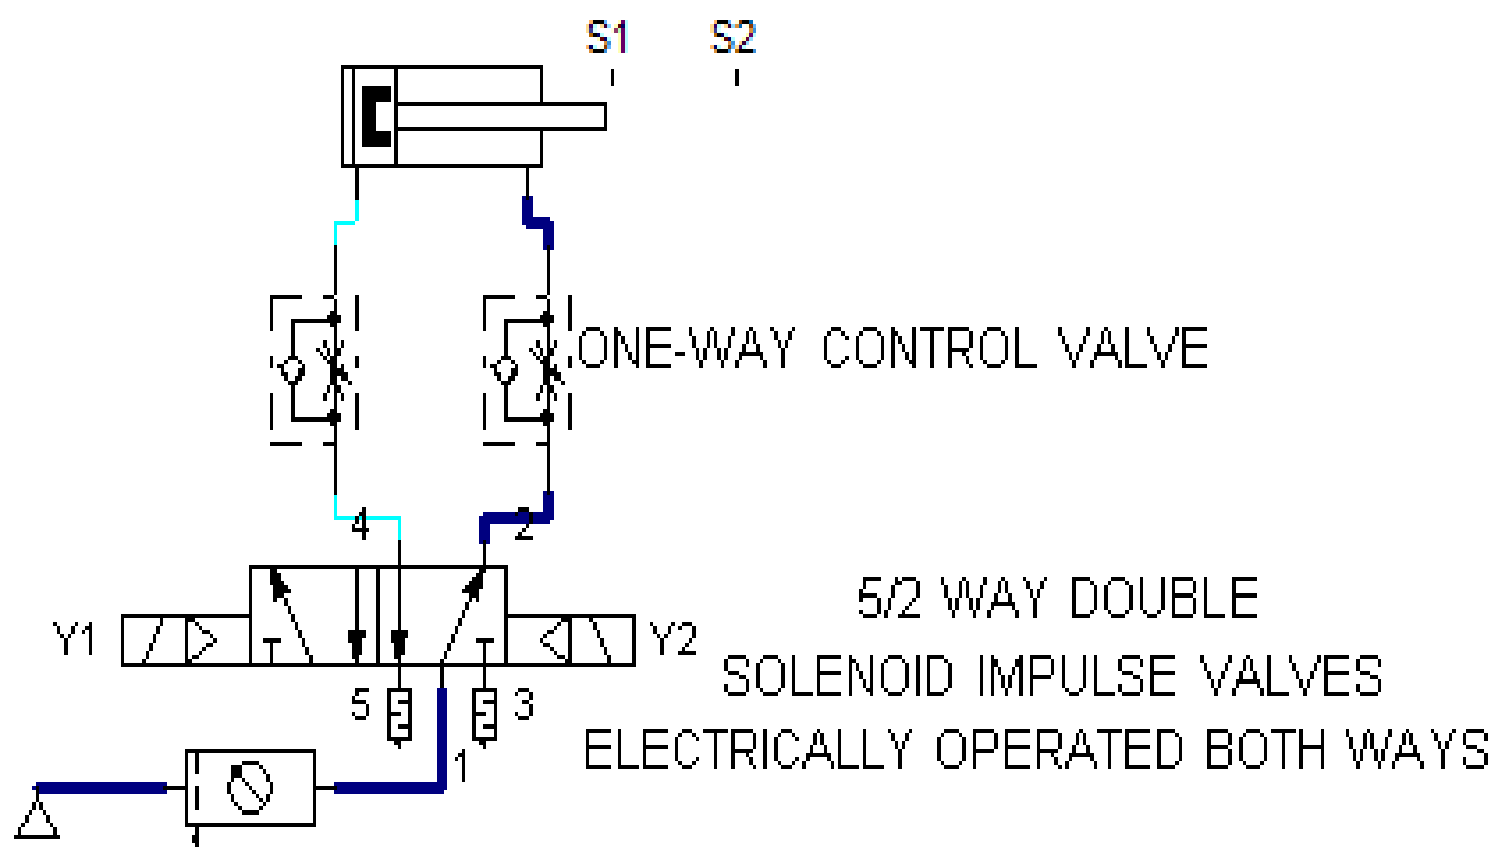 S1 S2
ONE-WAY CONTROL VALVE
4 2
5/2 WAY DOUBLE
Y1 Y2
SOLENOID IMPULSE VALVES
5 3
ELECTRICALLY OPERATED BOTH WAYS
1